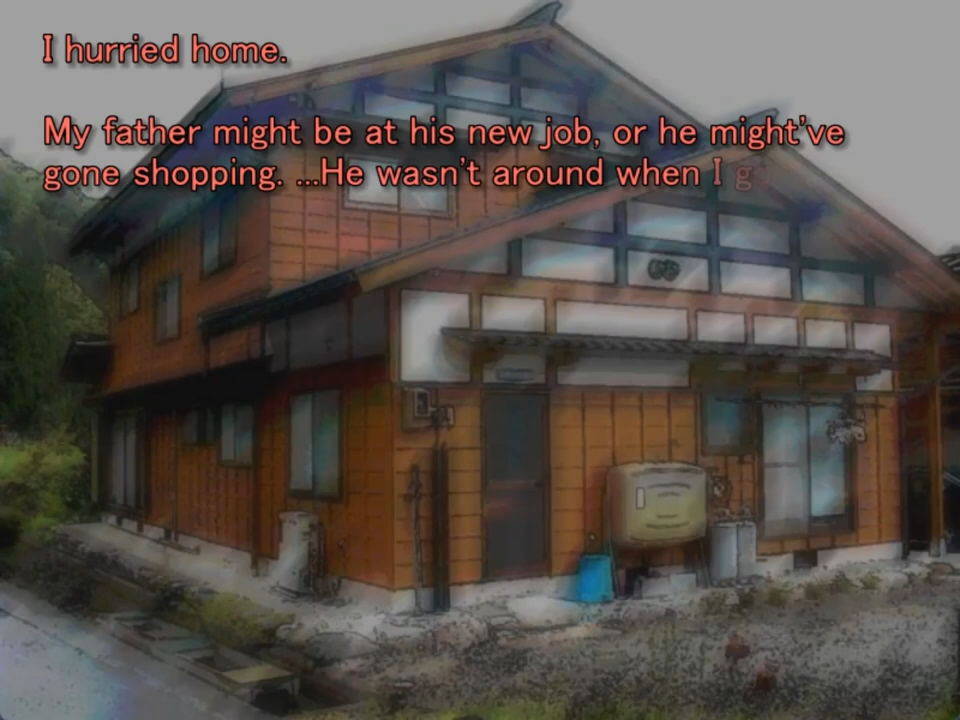 I hurried home.
My father might be at his new job, or he might've
gone shopping. ...He wasn't around when I g